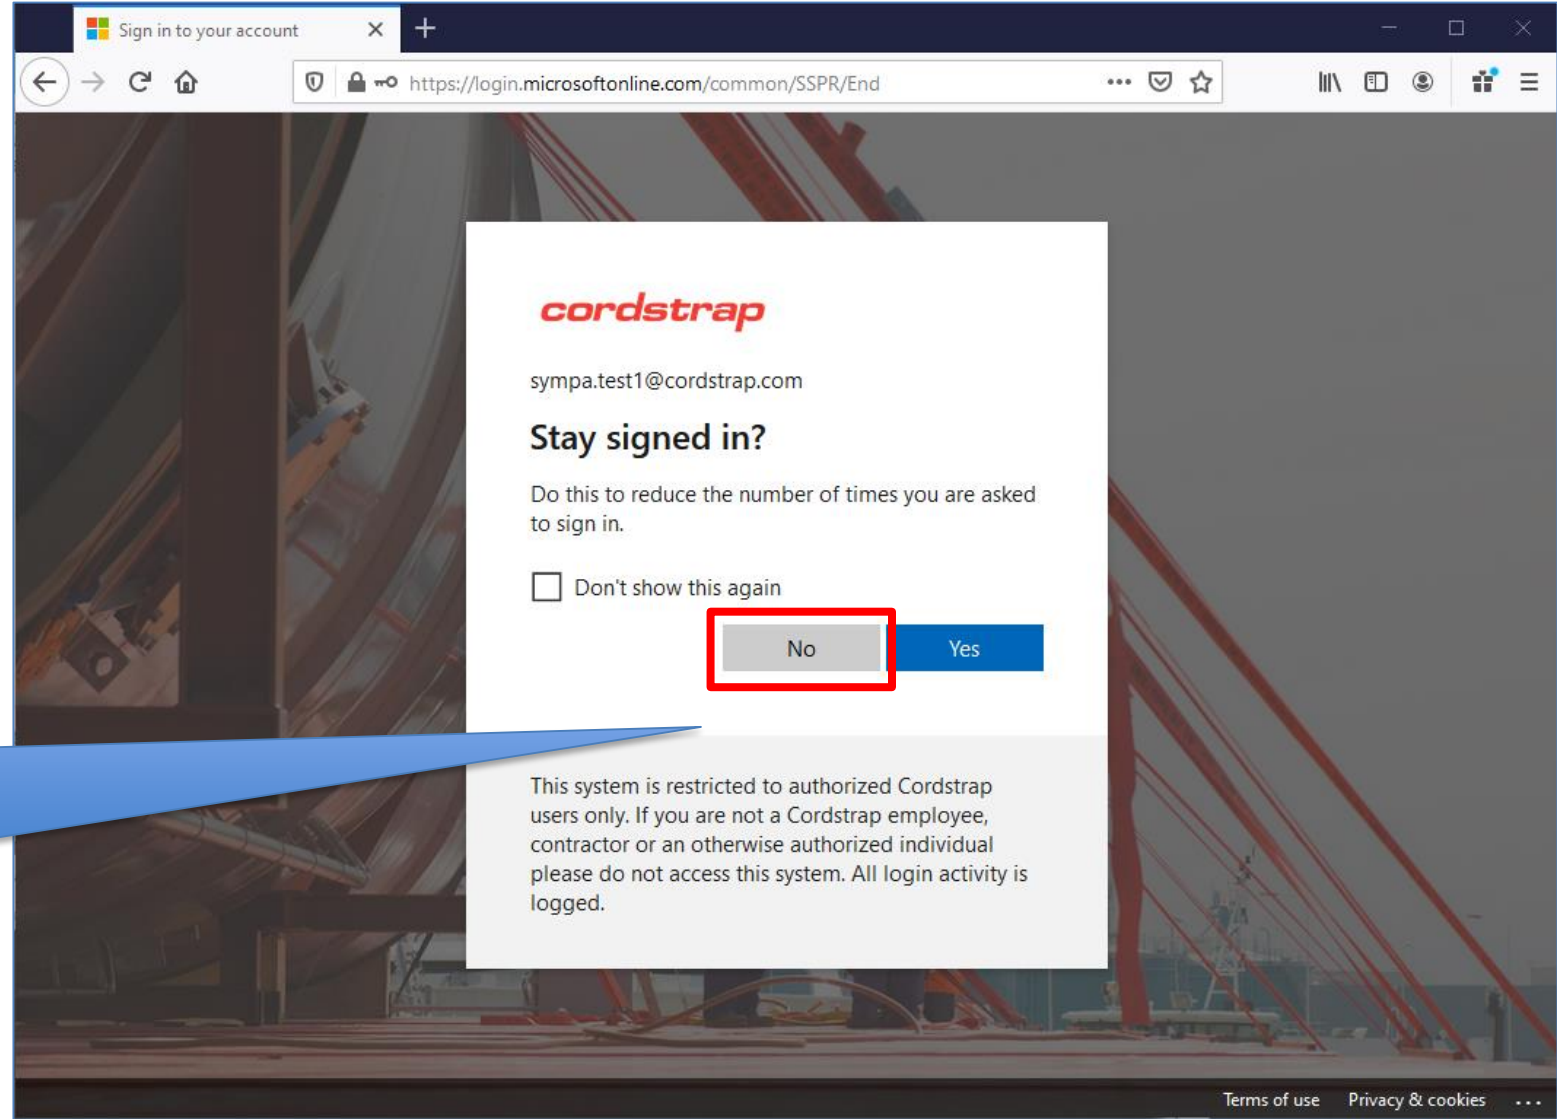 Sign in to your account
https://login.microsoftonline.com/common/SSPR/End
cordstrap
sympa.test1@cordstrap.com
Stay signed in?
Do this to reduce the number of times you are asked
to sign in.
Don't show this again
No
Yes
This system is restricted to authorized Cordstrap
users only. If you are not a Cordstrap employee,
contractor or an otherwise authorized individual
please do not access this system. All login activity is
logged.
Terms of use
Privacy & cookies